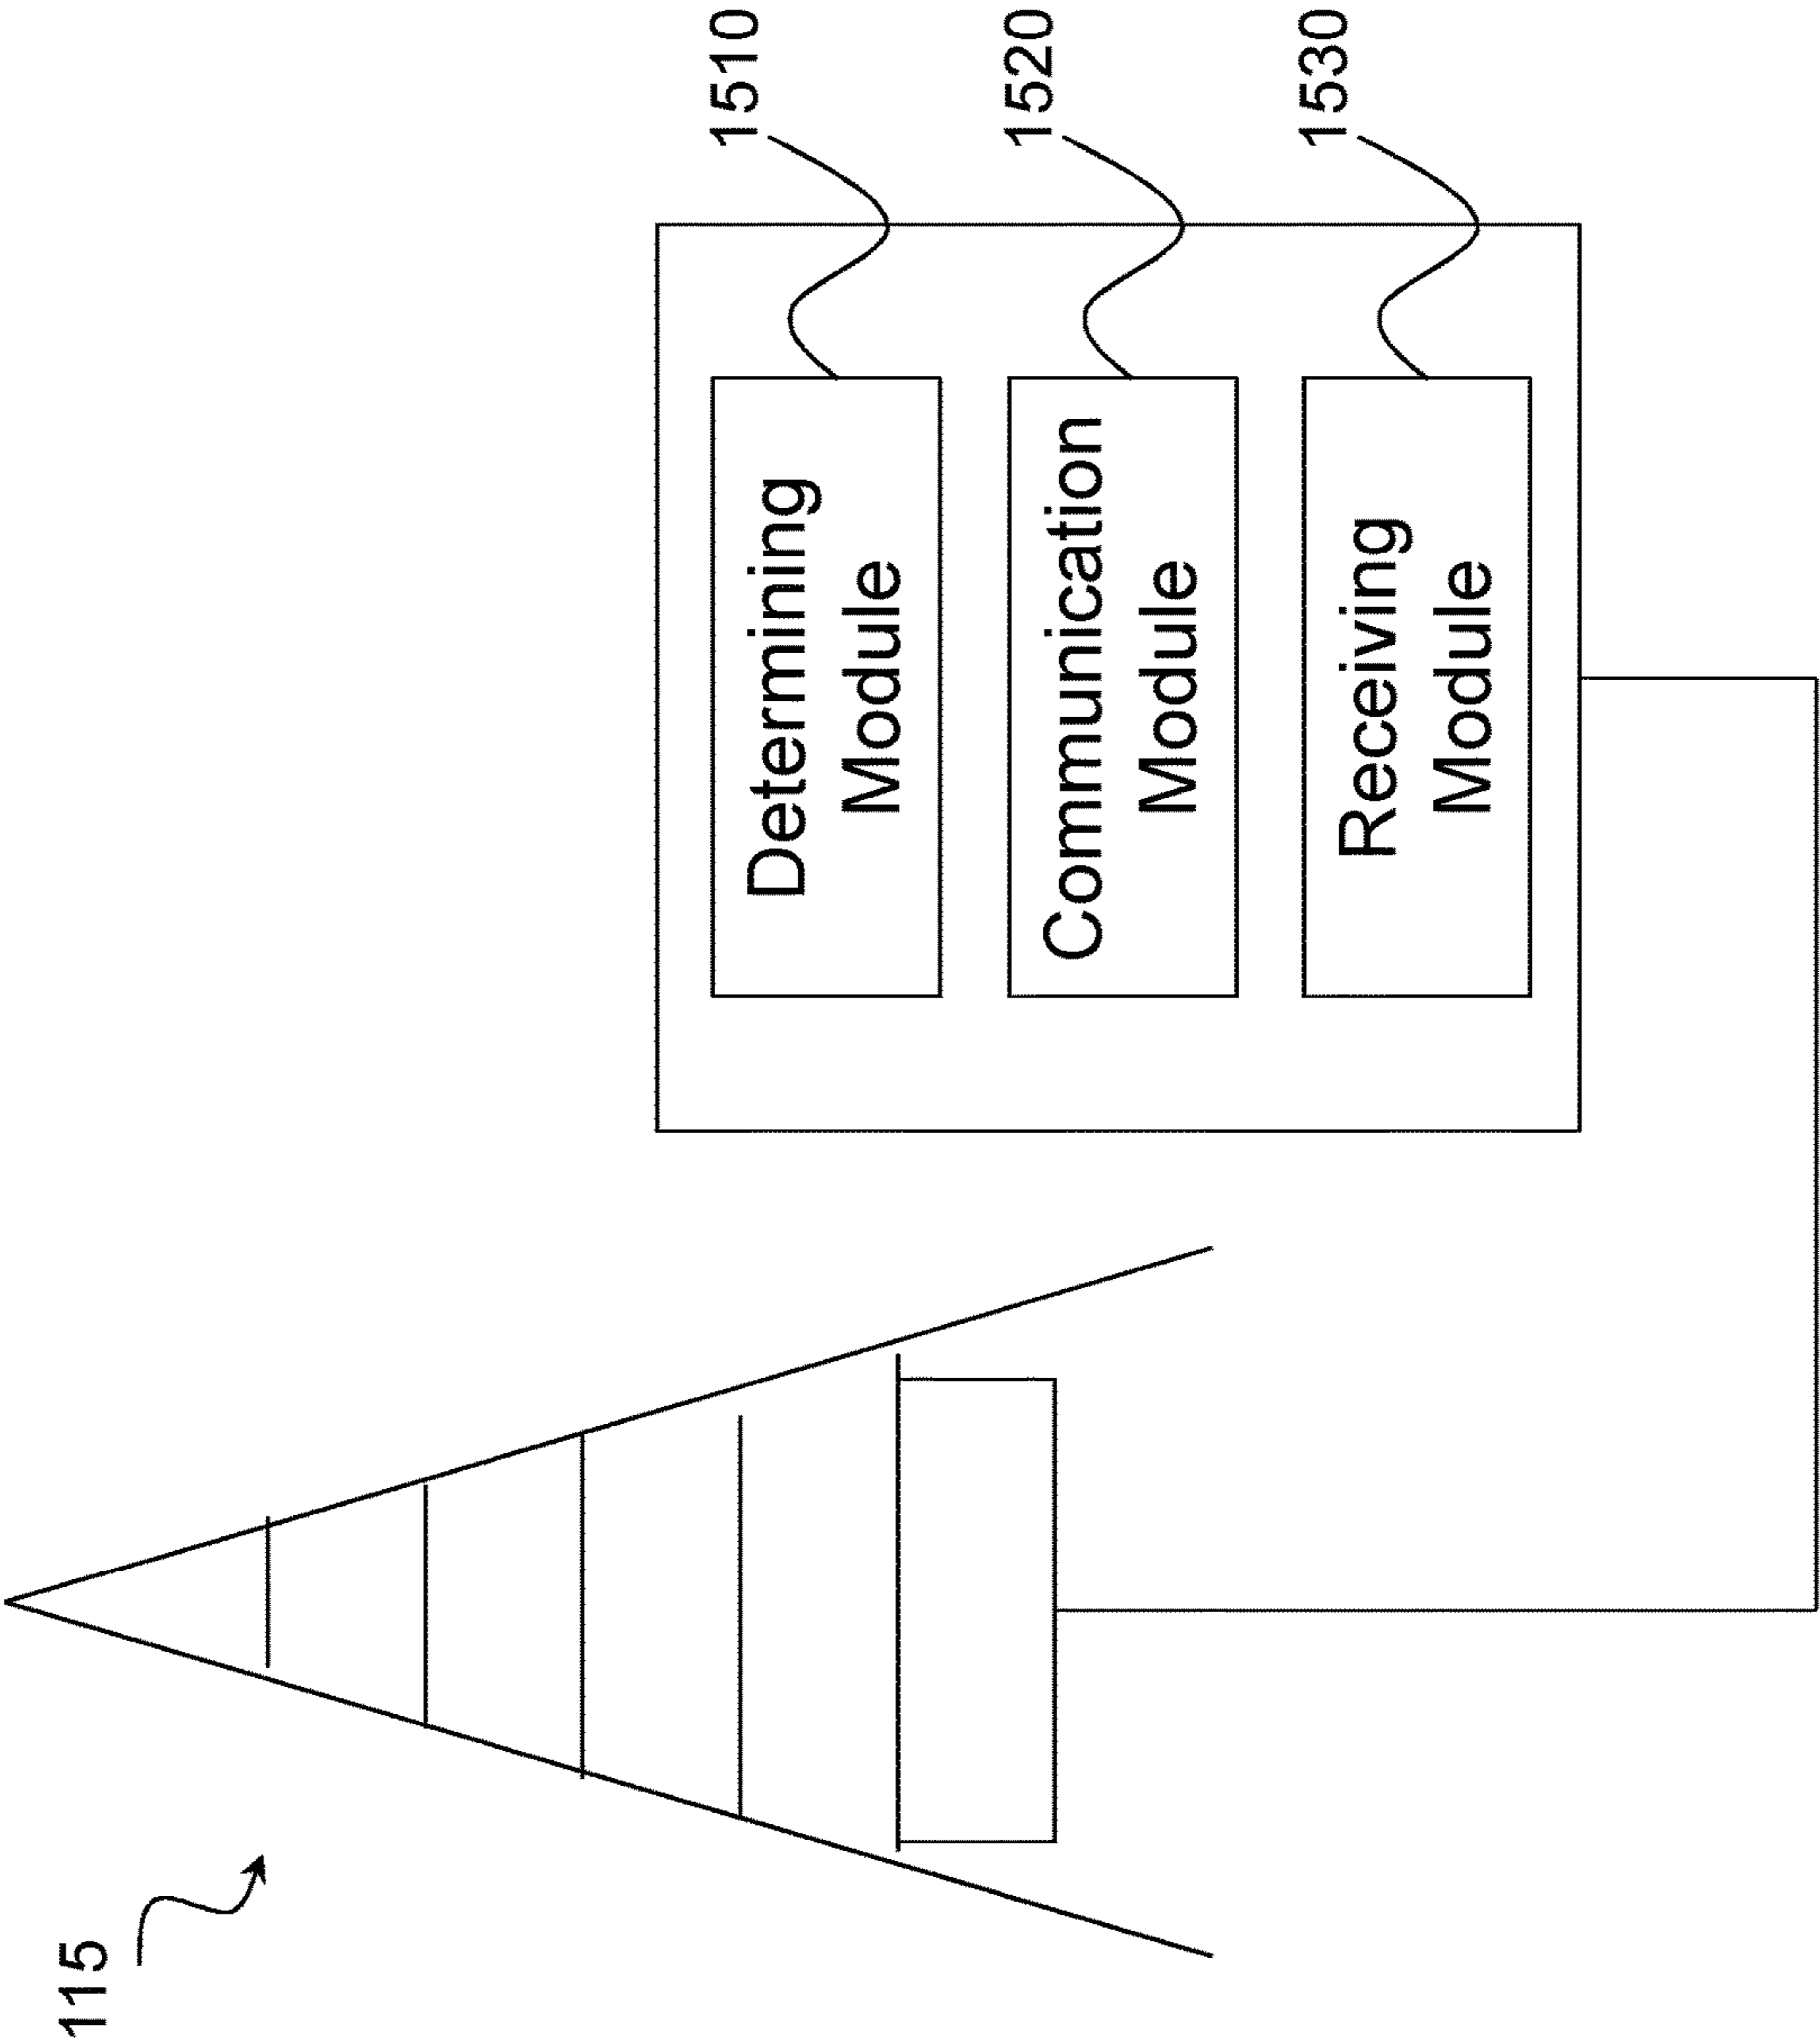 115
Determining
Module
1510
Communication
Module
1520
Receiving
Module
1530